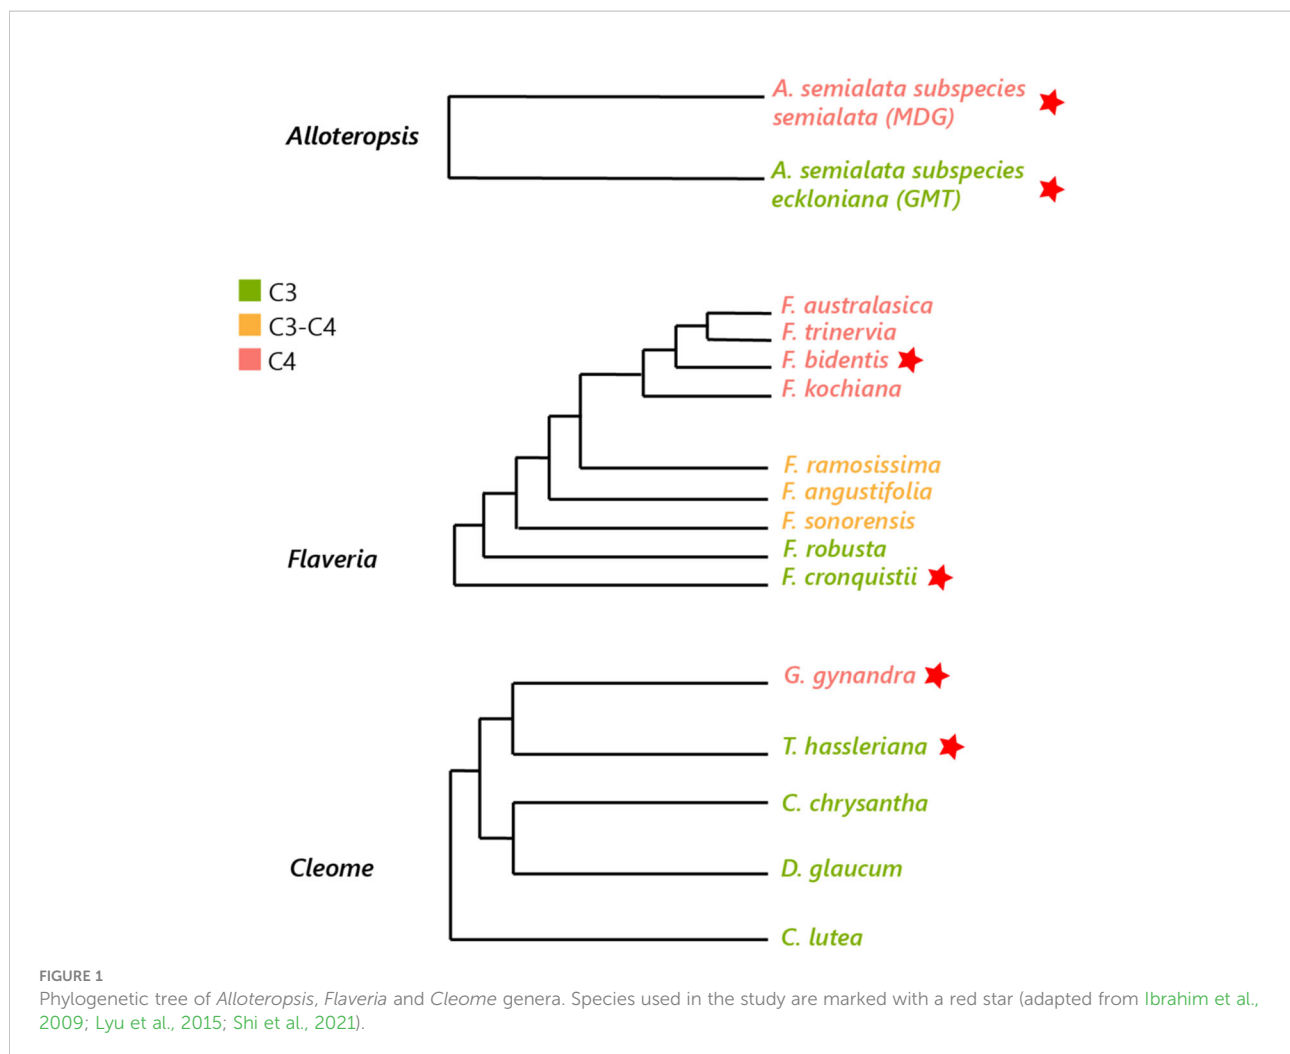 A. semialata subspecies
semialata (MDG)
Alloteropsis
A. semialata subspecies
eckloniana (GMT)
C3
C3-C4
C4
F. australasica
F. trinervia
F. bidentis
F. kochiana
F. ramosissima
F. angustifolia
F. sonorensis
F. robusta
Flaveria
F. cronquistii
G. gynandra
T. hassleriana
C. chrysantha
Cleome
D. glaucum
C. lutea
FIGURE 1
Phylogenetic tree of Alloteropsis, Flaveria and Cleome genera. Species used in the study are marked with a red star (adapted from Ibrahim et al.,
2009; Lyu et al., 2015; Shi et al., 2021).